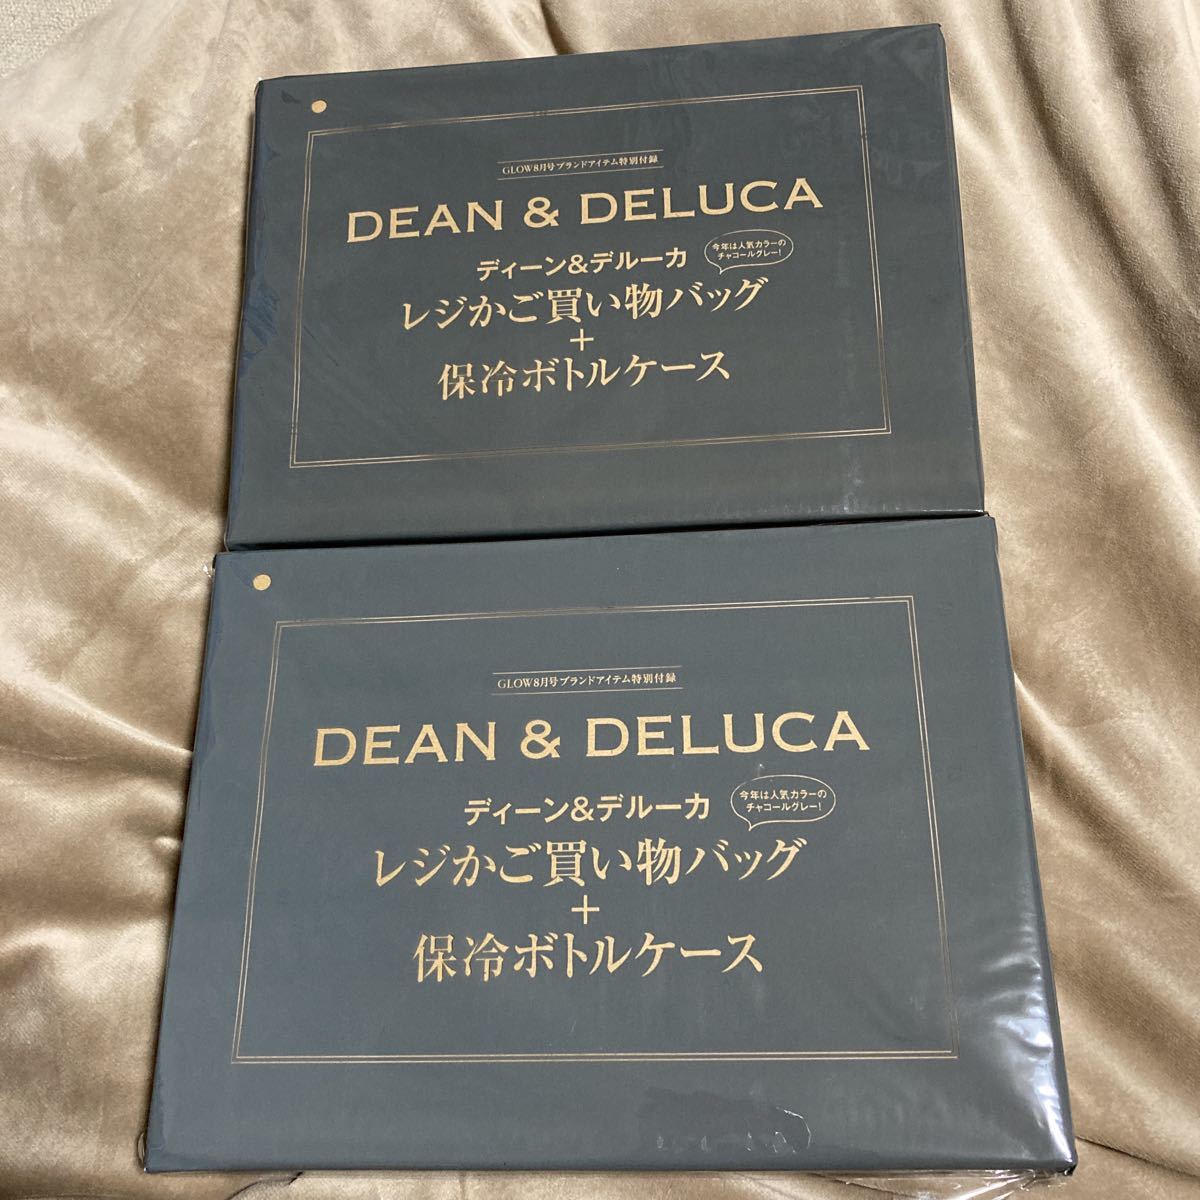 GLOW8月号ブランドアイテム特別付録
DEAN & DELUCA
ディーン&デルーカ
今年は人気カラーの
チャコールグレー!
レジかご買い物バッグ
+
保冷ボトルケース
GLOW8月号ブランドアイテム特別付録
DEAN & DELUCA
ディーン&デルーカ
今年は人気カラーの
チャコールグレー!
レジかご買い物バッグ
+
保冷ボトルケース